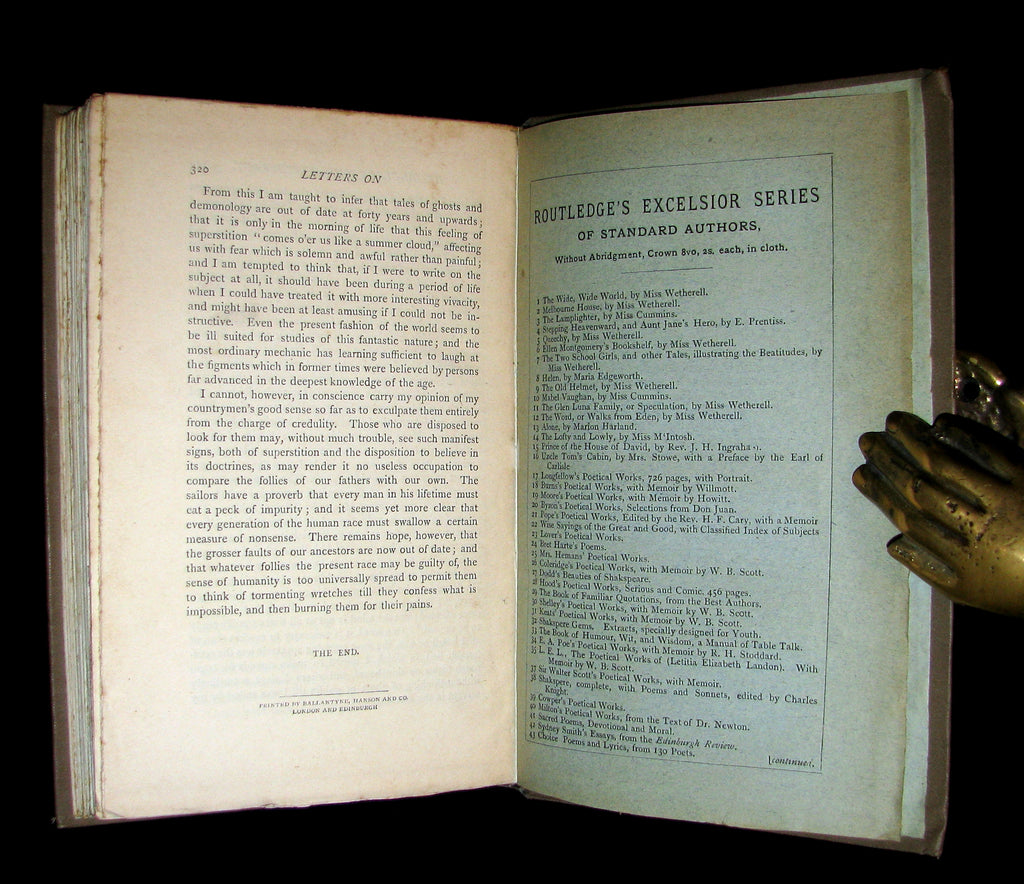 320
LETTERS ON
From this I am taught to infer that tales of ghosts and
demonology are out of date at forty years and upwards;
that it is only in the morning of life that this feeling of
superstition "comes o'er us like a summer cloud," affecting
us with fear which is solemn and awful rather than painful;
and I am tempted to think that, if I were to write on the
subject at all, it should have been during a period of life
when I could have treated it with more interesting vivacity,
and might have been at least amusing if I could not be in-
structive. Even the present fashion of the world seems to
be ill suited for studies of this fantastic nature; and the
most ordinary mechanic has learning sufficient to laugh at
the figments which in former times were believed by persons
far advanced in the deepest knowledge of the age.
I cannot, however, in conscience carry my opinion of my
countrymen's good sense so far as to exculpate them entirely
from the charge of credulity. Those who are disposed to
look for them may, without much trouble, see such manifest
signs, both of superstition and the disposition to believe in
its doctrines, as may render it no useless occupation to
compare the follies of our fathers with our own. The
sailors have a proverb that every man in his lifetime must
eat a peck of impurity; and it seems yet more clear that
every generation of the human race must swallow a certain
measure of nonsense. There remains hope, however, that
the grosser faults of our ancestors are now out of date; and
that whatever follies the present race may be guilty of, the
sense of humanity is too universally spread to permit them
to think of tormenting wretches till they confess what is
impossible, and then burning them for their pains.
THE END.
PRINTED BY BALLANTYNE, HANSON AND CO.
LONDON AND EDINBURGH
ROUTLEDGE'S EXCELSIOR SERIES
OF STANDARD AUTHORS,
Without Abridgment, Crown 8vo, 2s. each, in cloth.
1 The Wide, Wide World, by Miss Wetherell.
2 Melbourne House, by Miss Wetherell.
3 The Lamplighter, by Miss Cummins.
4 Stepping Heavenward, and Aunt Jane's Hero, by E. Prentiss.
5 Queechy, by Miss Wetherell.
6 Ellen Montgomery's Bookshelf, by Miss Wetherell.
7 The Two School Girls, and other Tales, illustrating the Beatitudes, by
Miss Wetherell.
8 Helen, by Maria Edgeworth.
9 The Old Helmet, by Miss Wetherell.
10 Mabel Vaughan, by Miss Cummins.
11 The Glen Luna Family, or Speculation, by Miss Wetherell.
12 The Word, or Walks from Eden, by Miss Wetherell.
13 Alone, by Marion Harland.
14 The Lofty and Lowly, by Miss M'Intosh.
15 Prince of the House of David, by Rev. J. H. Ingraham.
16 Uncle Tom's Cabin, by Mrs. Stowe, with a Preface by the Earl of
Carlisle
17 Longfellow's Poetical Works, 726 pages, with Portrait.
18 Burns's Poetical Works, with Memoir by Willmott.
19 Moore's Poetical Works, with Memoir by Howitt.
20 Byron's Poetical Works, Selections from Don Juan.
21 Pope's Poetical Works, Edited by the Rev. H. F. Cary, with a Memoir
22 Wise Sayings of the Great and Good, with Classified Index of Subjects
23 Lover's Poetical Works.
24 Bret Harte's Poems.
25 Mrs. Hemans' Poetical Works.
26 Coleridge's Poetical Works, with Memoir by W. B. Scott.
27 Dodd's Beauties of Shakspeare.
28 Hood's Poetical Works, Serious and Comic. 456 pages.
29 The Book of Familiar Quotations, from the Best Authors.
30 Shelley's Poetical Works, with Memoir by W. B. Scott.
31 Keats' Poetical Works, with Memoir by W. B. Scott.
32 Shakspere Gems. Extracts, specially designed for Youth.
33 The Book of Humour, Wit, and Wisdom, a Manual of Table Talk.
34 E. A. Poe's Poetical Works, with Memoir by R. H. Stoddard.
35 L. E. L., The Poetical Works of (Letitia Elizabeth Landon). With
Memoir by W. B. Scott.
37 Sir Walter Scott's Poetical Works, with Memoir.
38 Shakspere, complete, with Poems and Sonnets, edited by Charles
Knight.
39 Cowper's Poetical Works.
40 Milton's Poetical Works, from the Text of Dr. Newton.
41 Sacred Poems, Devotional and Moral.
42 Sydney Smith's Essays, from the Edinburgh Review.
43 Choice Poems and Lyrics, from 130 Poets.
[continued.